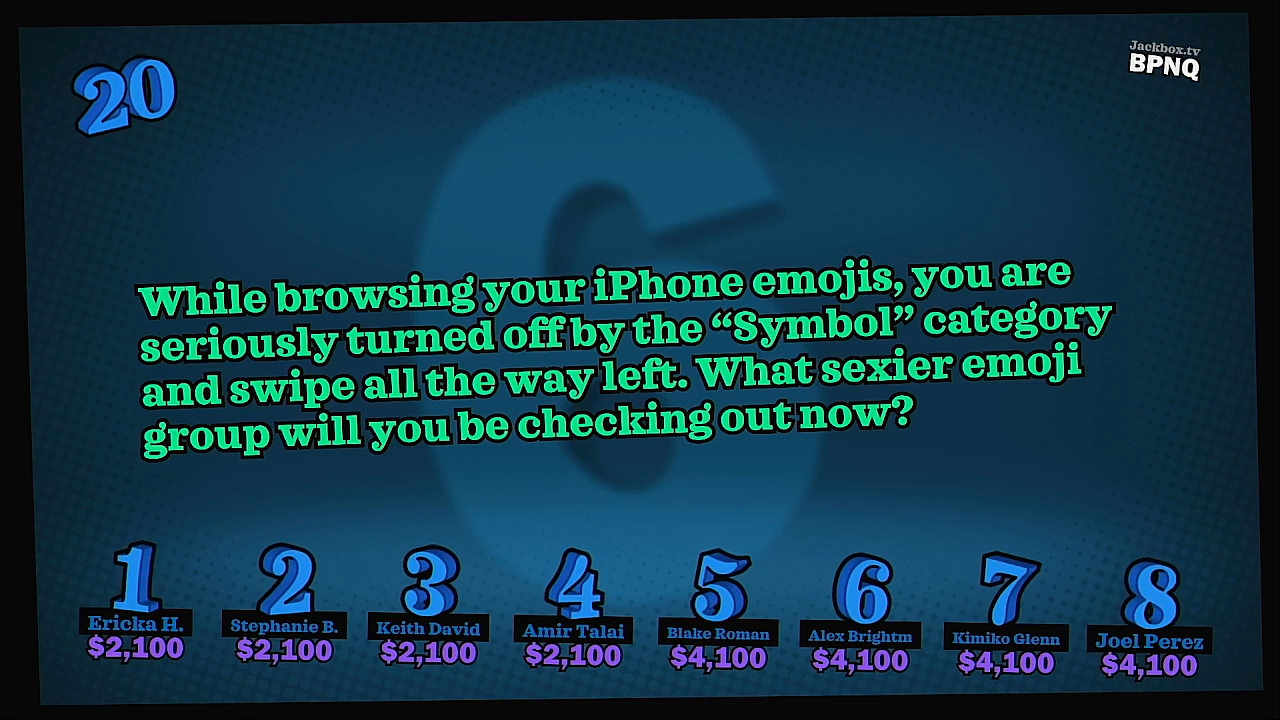 20
Jackbox.tv
BPNQ
While browsing your iPhone emojis, you are
seriously turned off by the “Symbol” category
and swipe all the way left. What sexier emoji
group will you be checking out now?
1
Ericka H.
$2,100
2
Stephanie B.
$2,100
3
Keith David
$2,100
4
Amir Talai
$2,100
5
Blake Roman
$4,100
6
Alex Brightm
$4,100
7
Kimiko Glenn
$4,100
8
Joel Perez
$4,100